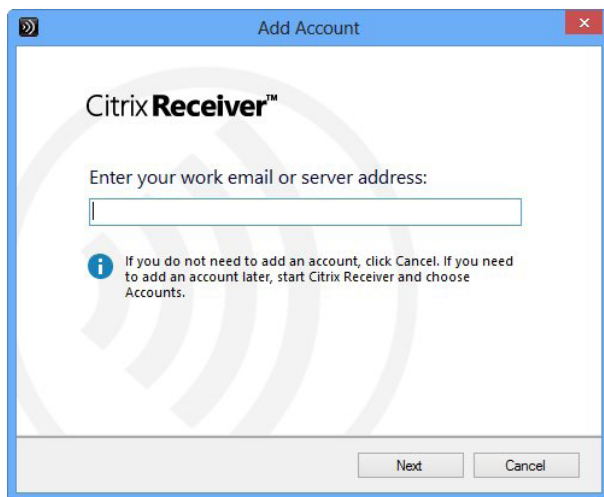 Add Account
Citrix Receiver™
Enter your work email or server address:
If you do not need to add an account, click Cancel. If you need
to add an account later, start Citrix Receiver and choose
Accounts.
Next Cancel